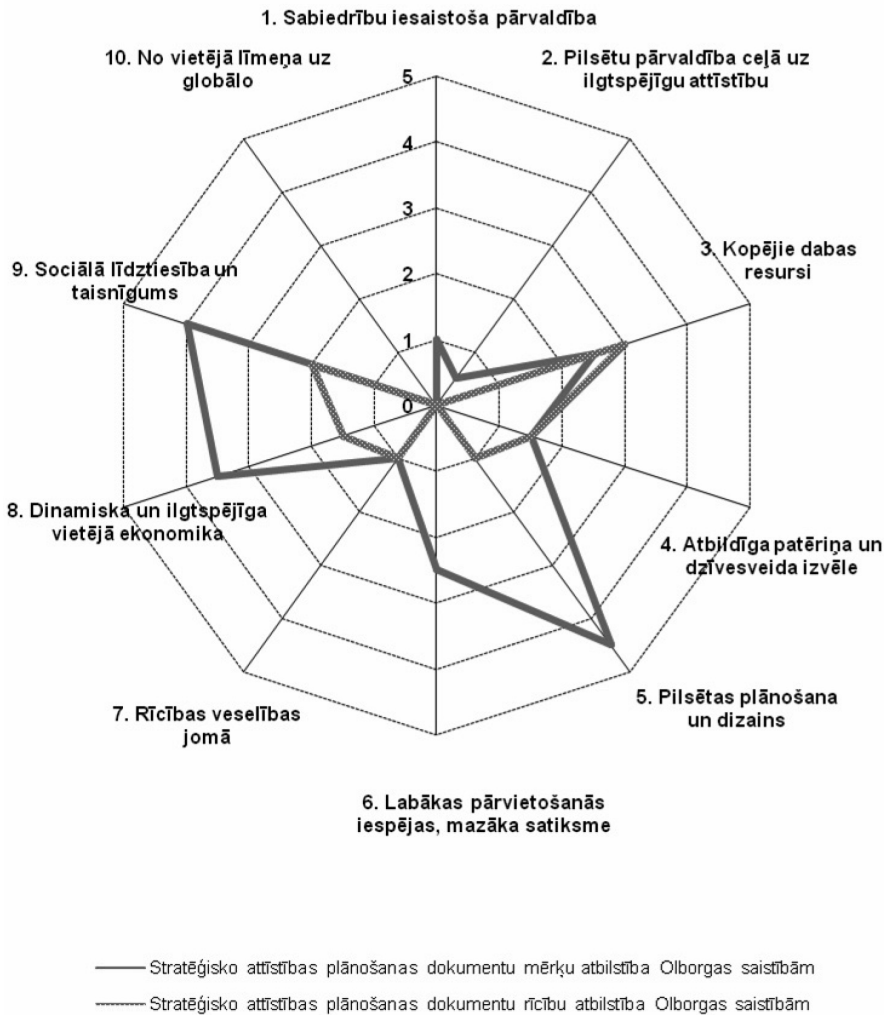 1. Sabiedrību iesaistoša pārvaldība
10. No vietējā līmeņa uz
globālo
2. Pilsētu pārvaldība ceļā uz
ilgtspējīgu attīstību
5
4
3
2
1
0
3. Kopējie dabas
resursi
9. Sociālā līdztiesība un
taisnīgums
8. Dinamiska un ilgtspējīga
vietējā ekonomika
4. Atbildīga patēriņa un
dzīvesveida izvēle
7. Rīcības veselības
jomā
5. Pilsētas plānošana
un dizains
6. Labākas pārvietošanās
iespējas, mazāka satiksme
Stratēģisko attīstības plānošanas dokumentu mērķu atbilstība Olborgas saistībām
Stratēģisko attīstības plānošanas dokumentu rīcību atbilstība Olborgas saistībām